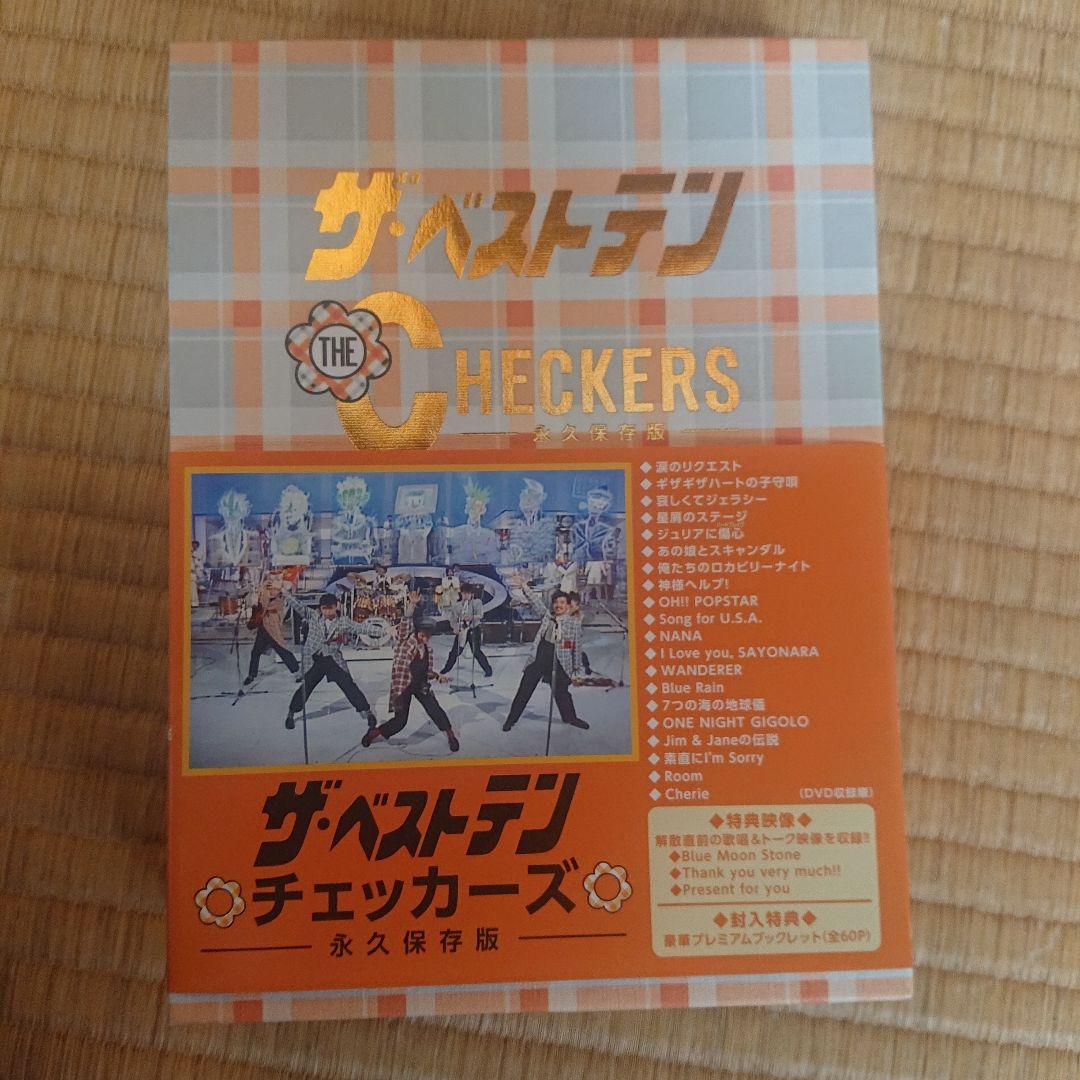 ザ・ベストテン
THE CHECKERS
永久保存版
◆涙のリクエスト
◆ギザギザハートの子守唄
◆哀しくてジェラシー
◆星屑のステージ
ハートブレイク
◆ジュリアに傷心
◆あの娘とスキャンダル
◆俺たちのロカビリーナイト
◆神様ヘルプ!
◆OH!! POPSTAR
◆Song for U.S.A.
◆NANA
◆I Love you, SAYONARA
◆WANDERER
◆Blue Rain
◆7つの海の地球儀
◆ONE NIGHT GIGOLO
◆Jim & Janeの伝説
◆素直にI'm Sorry
◆Room
◆Cherie (DVD収録順)
◆特典映像◆
解散直前の歌唱&トーク映像を収録!!
◆Blue Moon Stone
◆Thank you very much!!
◆Present for you
◆封入特典◆
豪華プレミアムブックレット(全60P)
ザ・ベストテン
チェッカーズ
永久保存版